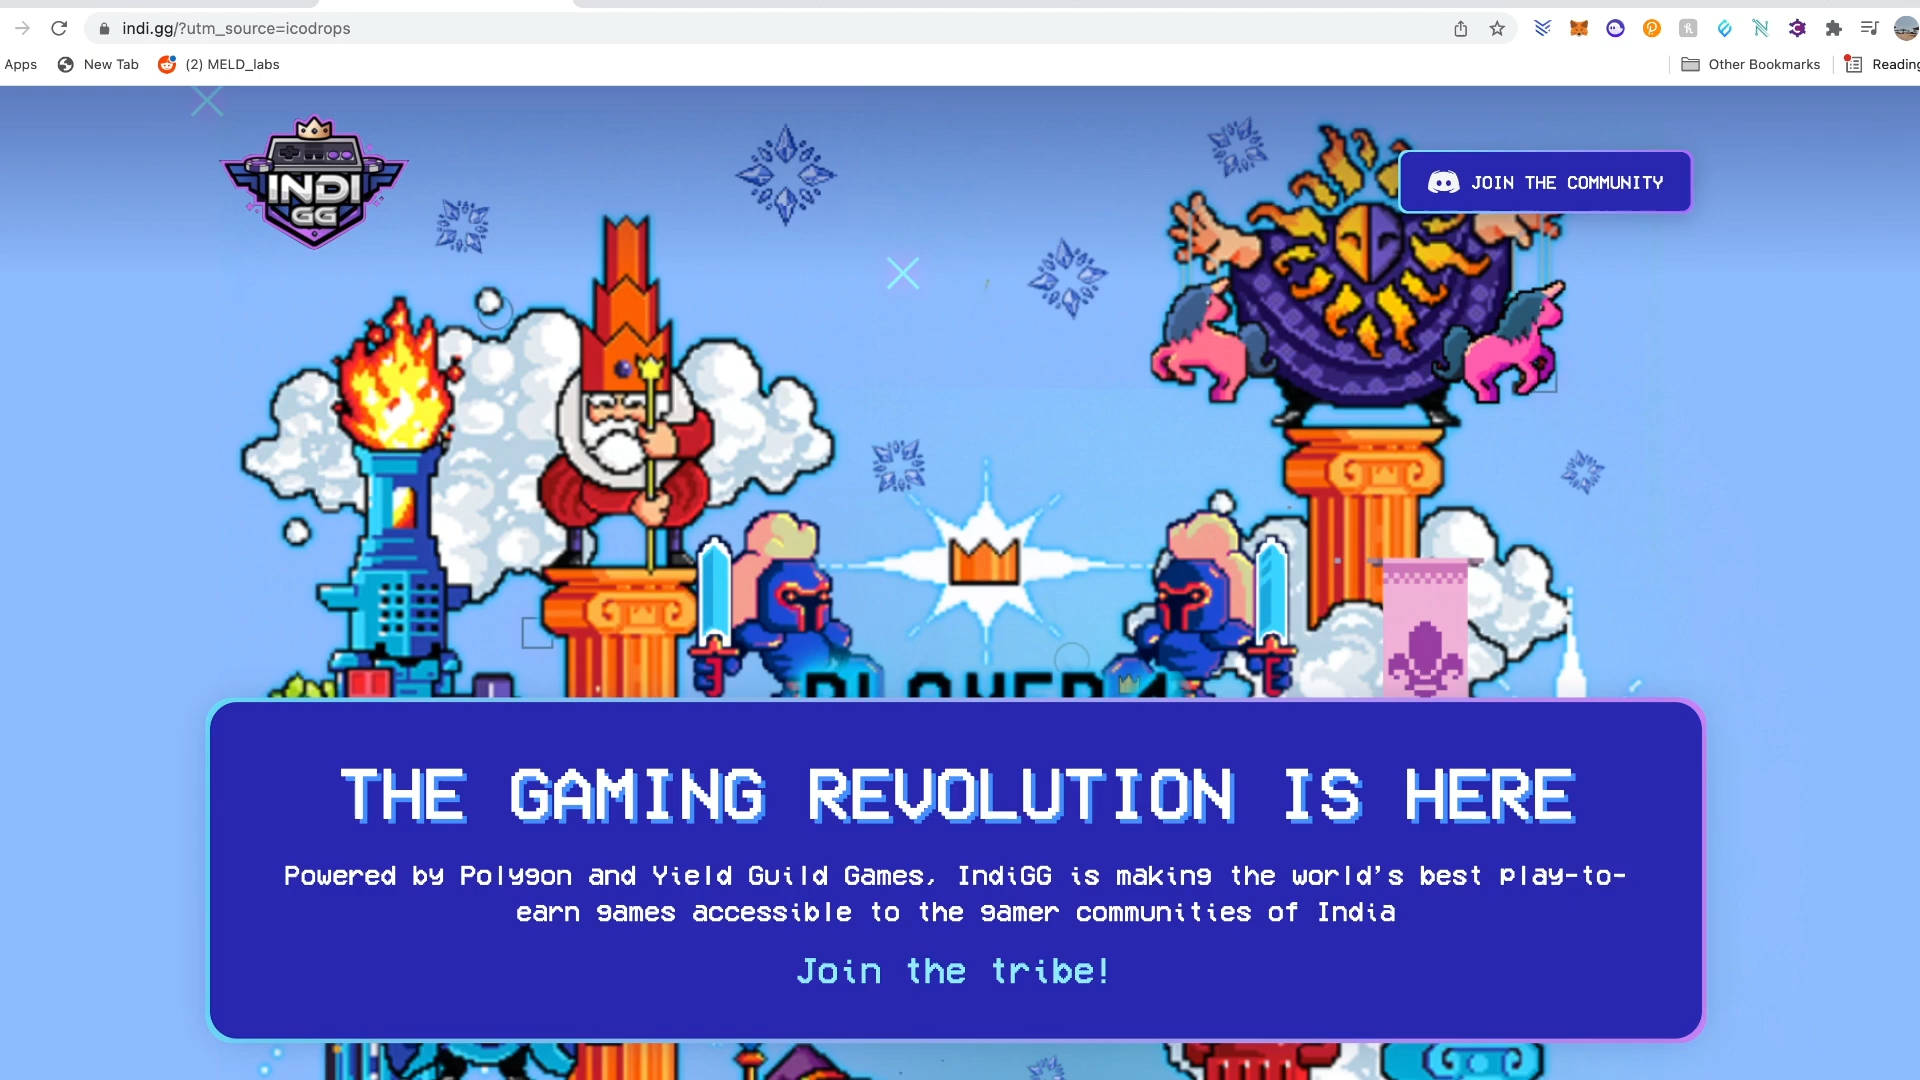 indi.gg/?utm_source=icodrops
Apps New Tab (2) MELD_labs Other Bookmarks Reading
INDI
GG
JOIN THE COMMUNITY
PLAYER 1
THE GAMING REVOLUTION IS HERE
Powered by Polygon and Yield Guild Games, IndiGG is making the world's best play-to-
earn games accessible to the gamer communities of India
Join the tribe!